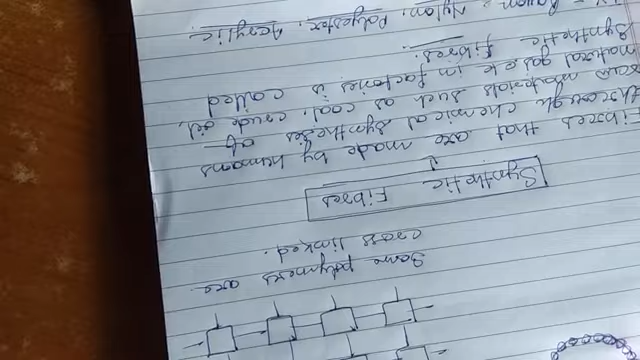 Some polymers are
cross linked.
Synthetic Fibres
Fibres that are made by humans
through chemical synthesis of
raw materials such as coal, crude oil,
natural gas etc in factories is called
Synthetic fibres.
Rayon, Nylon, Polyester, Acrylic